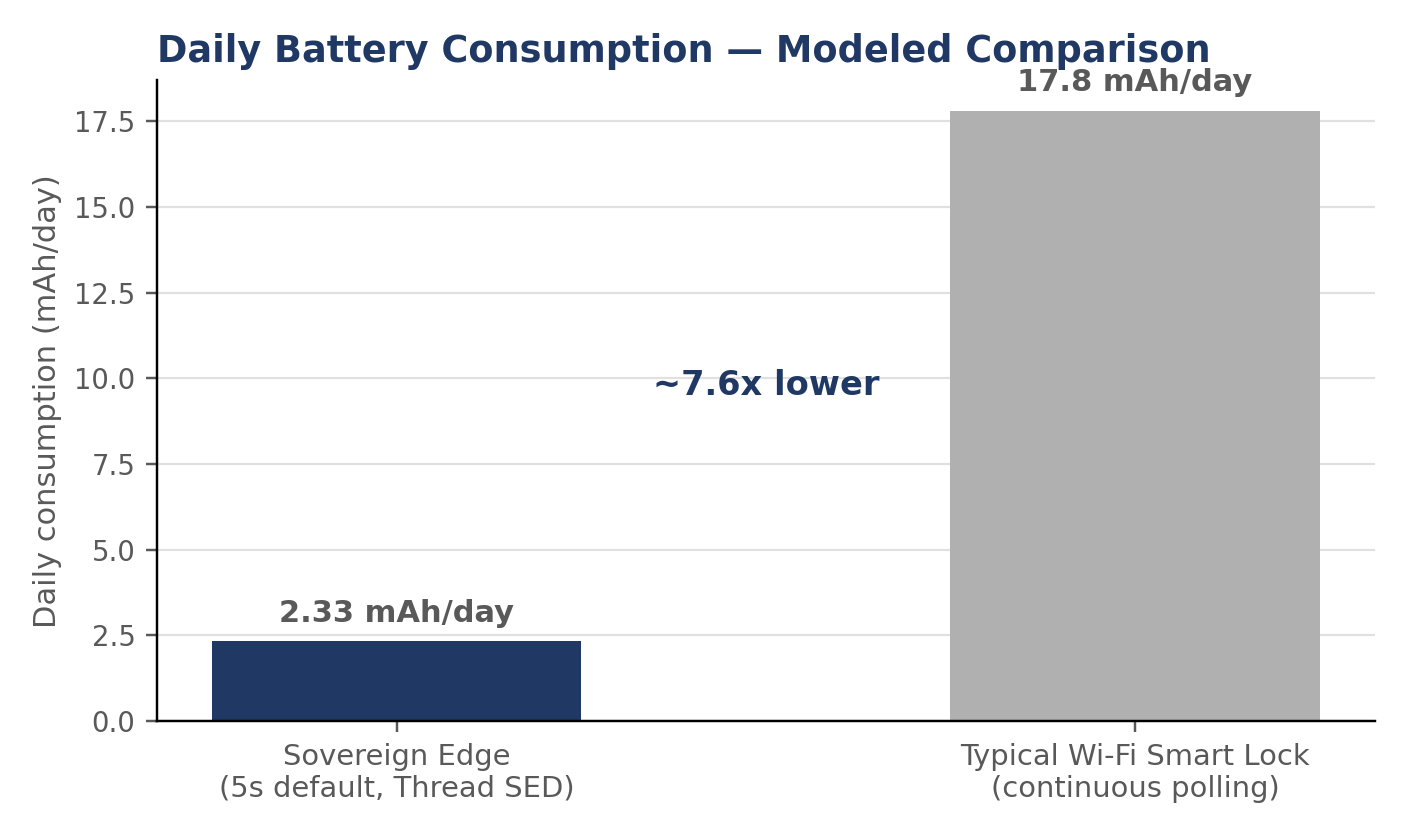 Daily Battery Consumption — Modeled Comparison
17.8 mAh/day
17.5
15.0
12.5
10.0
7.5
5.0
2.5
0.0
Daily consumption (mAh/day)
~7.6x lower
2.33 mAh/day
Sovereign Edge
(5s default, Thread SED)
Typical Wi-Fi Smart Lock
(continuous polling)